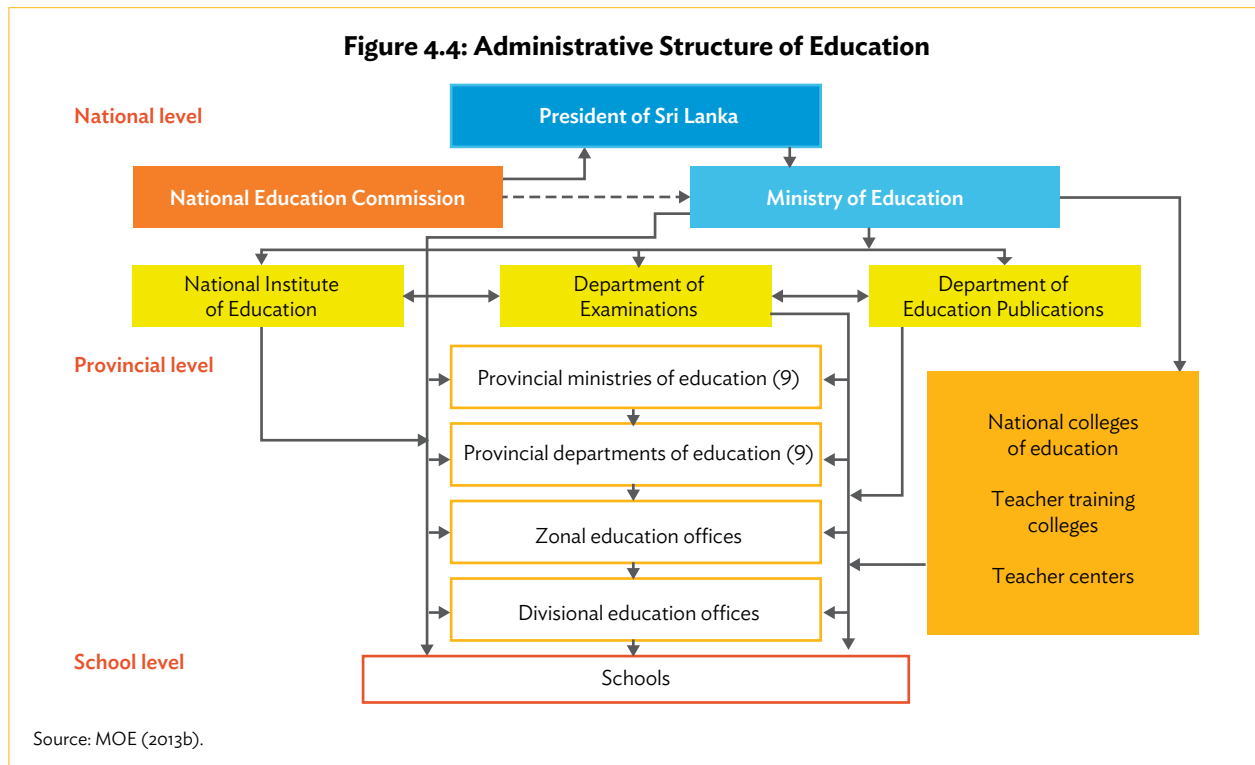 Figure 4.4: Administrative Structure of Education
National level
President of Sri Lanka
National Education Commission
Ministry of Education
National Institute
of Education
Department of
Examinations
Department of
Education Publications
Provincial level
Provincial ministries of education (9)
Provincial departments of education (9)
Zonal education offices
Divisional education offices
National colleges
of education
Teacher training
colleges
Teacher centers
School level
Schools
Source: MOE (2013b).